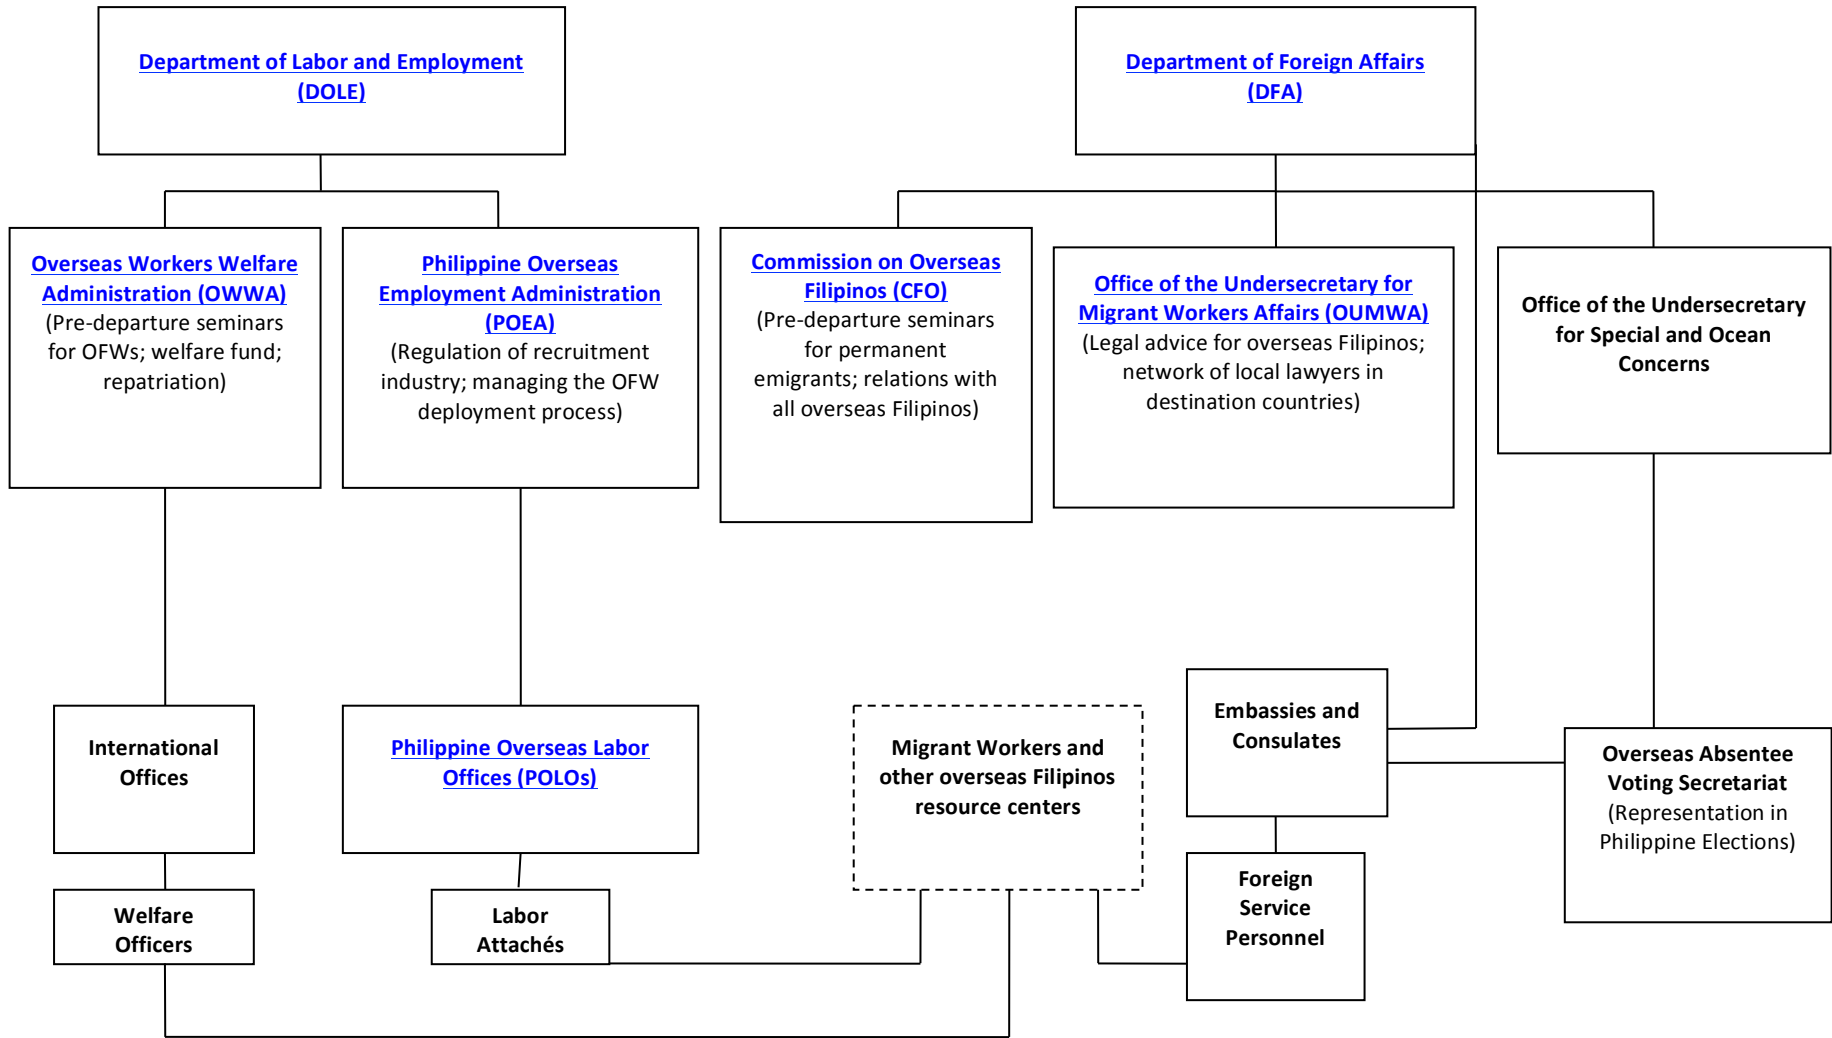 Department of Labor and Employment
(DOLE)
Department of Foreign Affairs
(DFA)
Overseas Workers Welfare
Administration (OWWA)
(Pre-departure seminars
for OFWs; welfare fund;
repatriation)
Philippine Overseas
Employment Administration
(POEA)
(Regulation of recruitment
industry; managing the OFW
deployment process)
Commission on Overseas
Filipinos (CFO)
(Pre-departure seminars
for permanent
emigrants; relations with
all overseas Filipinos)
Office of the Undersecretary for
Migrant Workers Affairs (OUMWA)
(Legal advice for overseas Filipinos;
network of local lawyers in
destination countries)
Office of the Undersecretary
for Special and Ocean
Concerns
International
Offices
Philippine Overseas Labor
Offices (POLOs)
Migrant Workers and
other overseas Filipinos
resource centers
Embassies and
Consulates
Overseas Absentee
Voting Secretariat
(Representation in
Philippine Elections)
Welfare
Officers
Labor
Attachés
Foreign
Service
Personnel